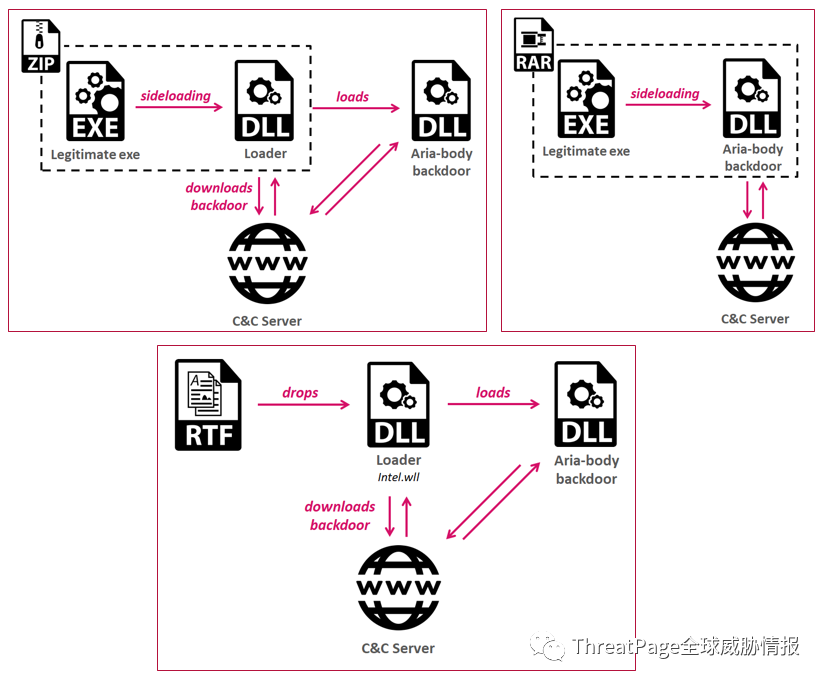 ZIP
EXE
Legitimate exe
sideloading
DLL
Loader
loads
DLL
Aria-body
backdoor
downloads
backdoor
WWW
C&C Server
RAR
EXE
Legitimate exe
sideloading
DLL
Aria-body
backdoor
WWW
C&C Server
A
RTF
drops
DLL
Loader
Intel.wll
loads
DLL
Aria-body
backdoor
downloads
backdoor
WWW
C&C Server
ThreatPage全球威胁情报